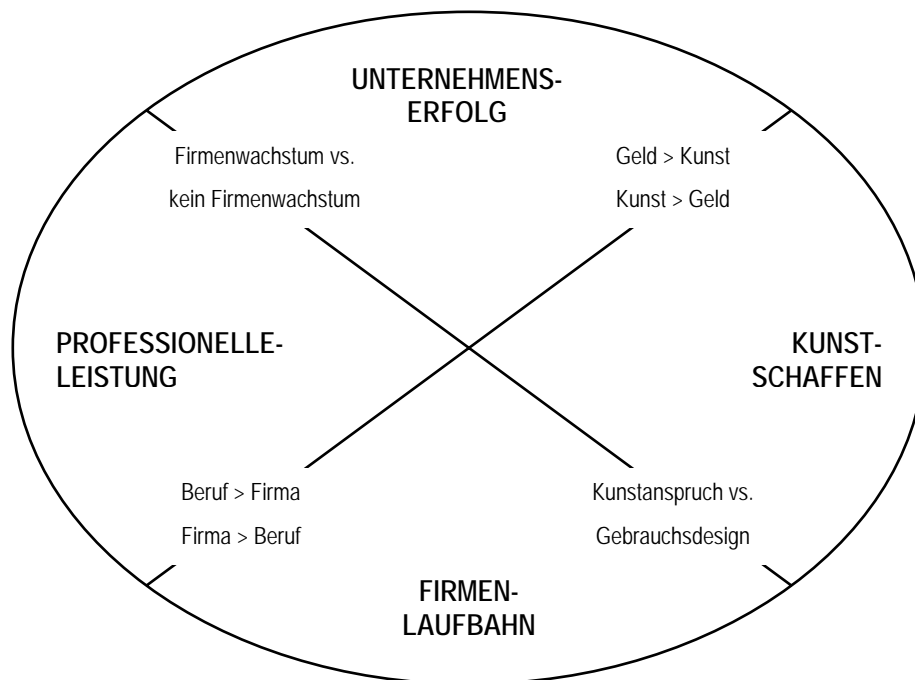 UNTERNEHMENS-
ERFOLG
Firmenwachstum vs.
kein Firmenwachstum
Geld > Kunst
Kunst > Geld
PROFESSIONELLE-
LEISTUNG
KUNST-
SCHAFFEN
Beruf > Firma
Firma > Beruf
Kunstanspruch vs.
Gebrauchsdesign
FIRMEN-
LAUFBAHN